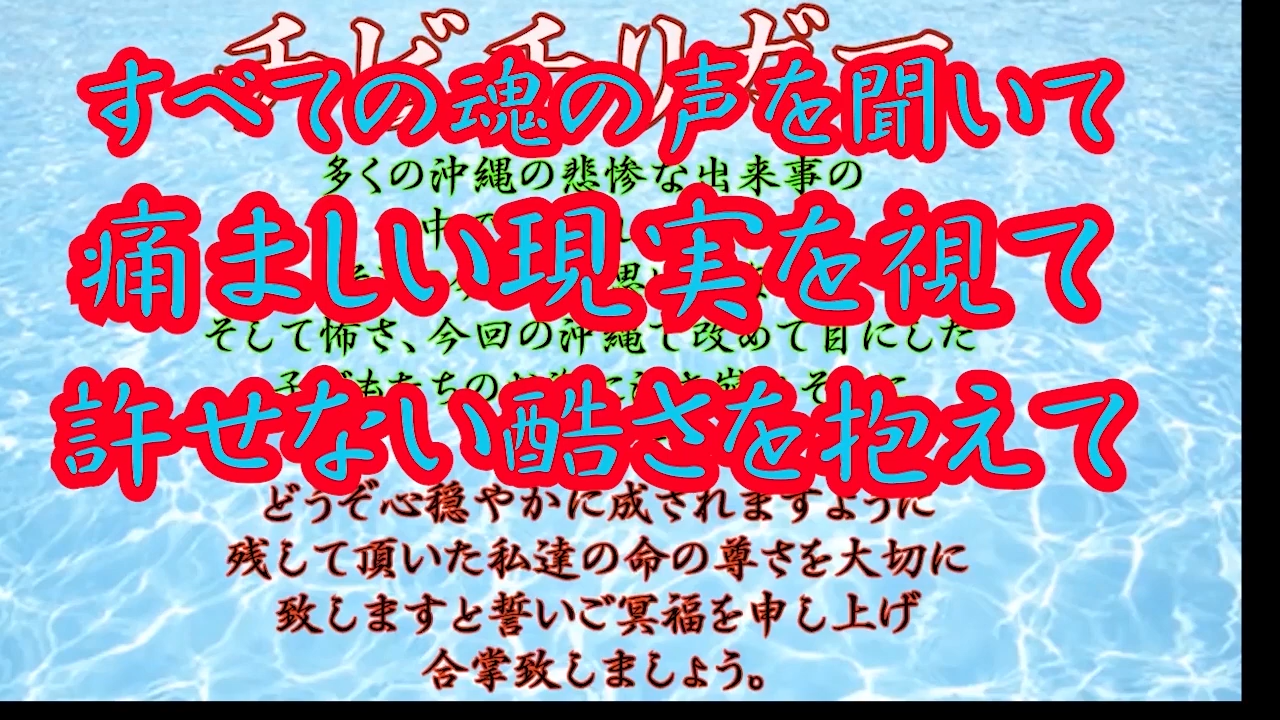 チビチリガー
すべての魂の声を聞いて
多くの沖縄の悲惨な出来事の
痛ましい現実を視て
そして怖さ、今回の沖縄で改めて目にした
許せない酷さを抱えて
どうぞ心穏やかに成されますように
残して頂いた私達の命の尊さを大切に
致しますと誓いご冥福を申し上げ
合掌致しましょう。